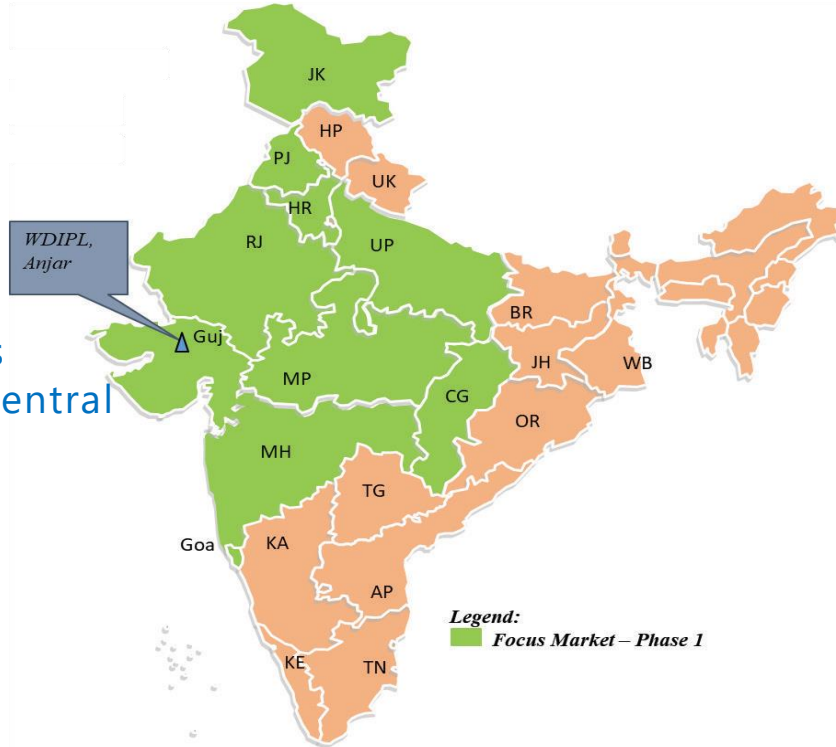 JK
HP
PJ
UK
HR
WDIPL,
Anjar
RJ
UP
BR
Guj
s
entral
MP
JH
WB
CG
OR
MH
TG
Goa
KA
AP
Legend:
Focus Market – Phase 1
KE
TN